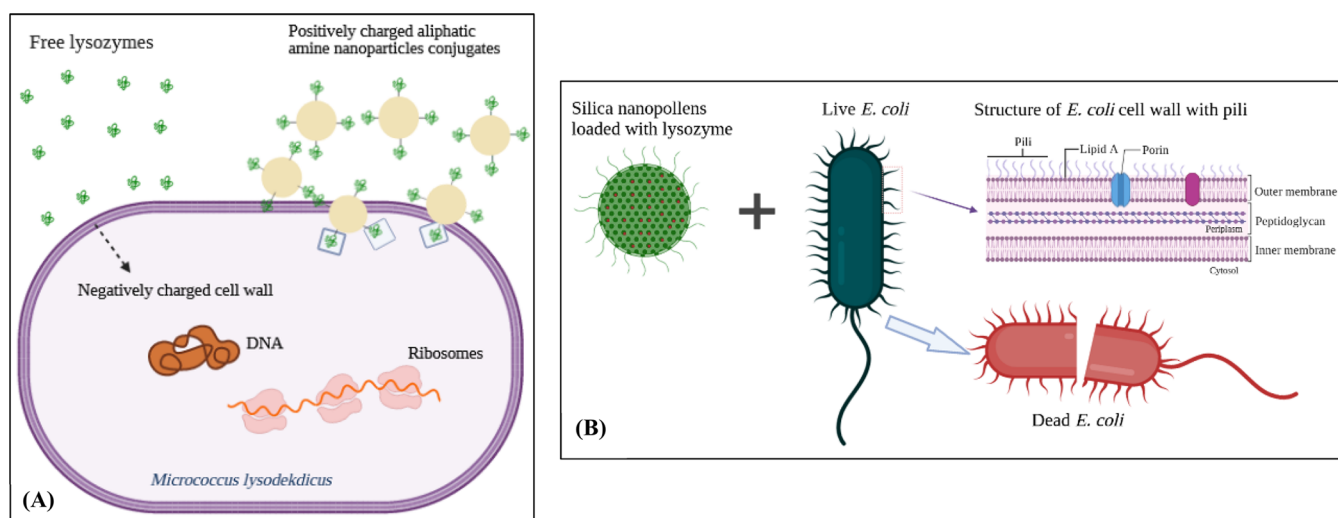 Free lysozymes
Positively charged aliphatic
amine nanoparticles conjugates
Negatively charged cell wall
DNA
Ribosomes
Micrococcus lysodekdicus
(A)
Silica nanopollens
loaded with lysozyme
Live E. coli
Structure of E. coli cell wall with pili
Pili
Lipid A
Porin
Outer membrane
Peptidoglycan
Periplasm
Inner membrane
Cytosol
Dead E. coli
(B)